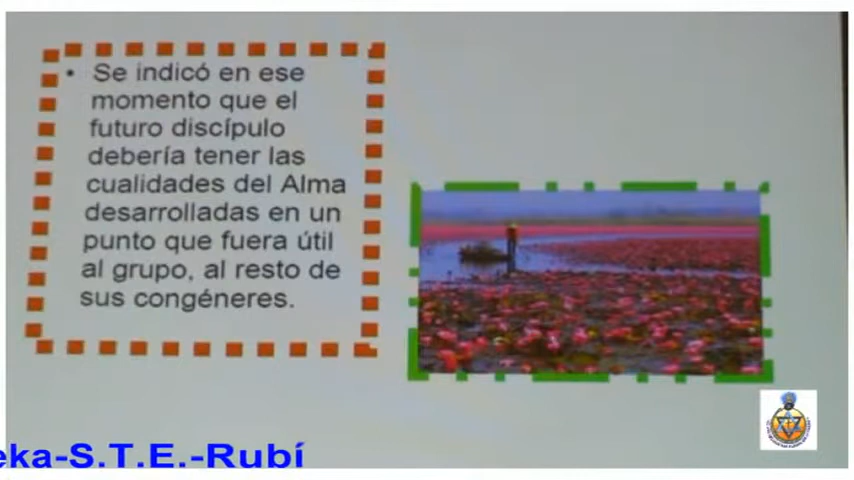 • Se indicó en ese
momento que el
futuro discípulo
debería tener las
cualidades del Alma
desarrolladas en un
punto que fuera útil
al grupo, al resto de
sus congéneres.
eka-S.T.E.-Rubí